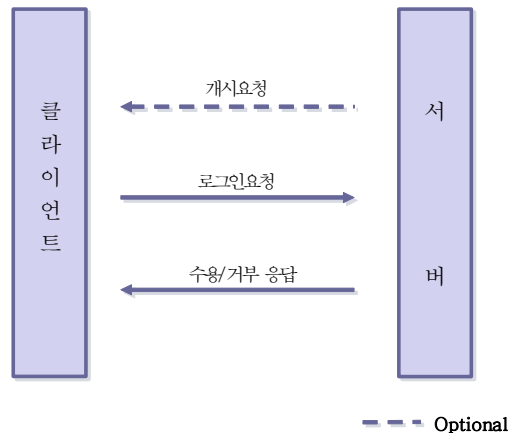 클라이언트
개시요청
로그인요청
수용/거부 응답
서버
Optional